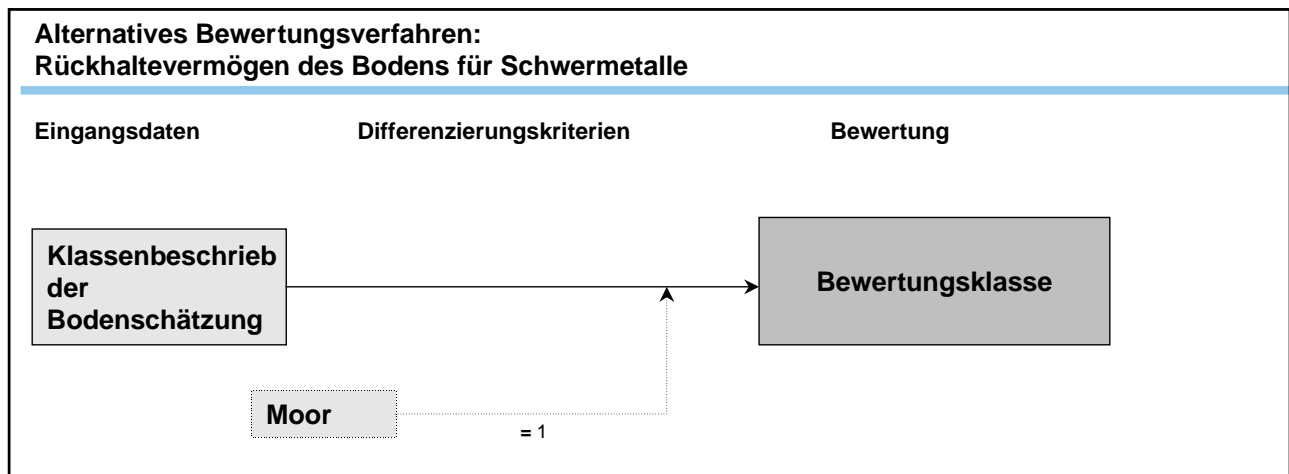 Alternatives Bewertungsverfahren:
Rückhaltevermögen des Bodens für Schwermetalle
Eingangsdaten Differenzierungskriterien Bewertung
Klassenbeschrieb
der
Bodenschätzung
Bewertungsklasse
Moor
= 1